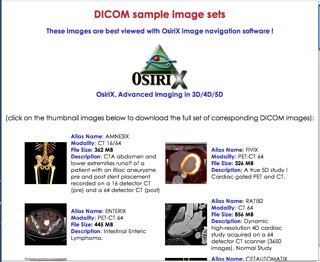 DICOM sample image sets
These images are best viewed with OsiriX image navigation software !
OSIRIX
OsiriX, Advanced Imaging in 3D/4D/5D
(click on the thumbnail images below to download the full set of corresponding DICOM images):
Alias Name: AMNESIX
Modality: CT 16/64
File Size: 362 MB
Description: CTA abdomen and
lower extremities runoff of a
patient with an iliac aneurysme
pre and post stent placement
recorded on a 16 detector CT
(pre) and a 64 detector CT (post)
Alias Name: FIVIX
Modality: PET-CT 64
File Size: 326 MB
Description: A true 5D study !
Cardiac gated PET and CT.
Alias Name: ENTERIX
Modality: PET-CT 64
File Size: 445 MB
Description: Intestinal Enteric
Lymphoma.
Modality: CT 64
File Size: 856 MB
Description: Dynamic
high-resolution 4D cardiac
study acquired on a 64
detector CT scanner (3650
images). Normal Study
Alias Name: CETAUTOMATIX